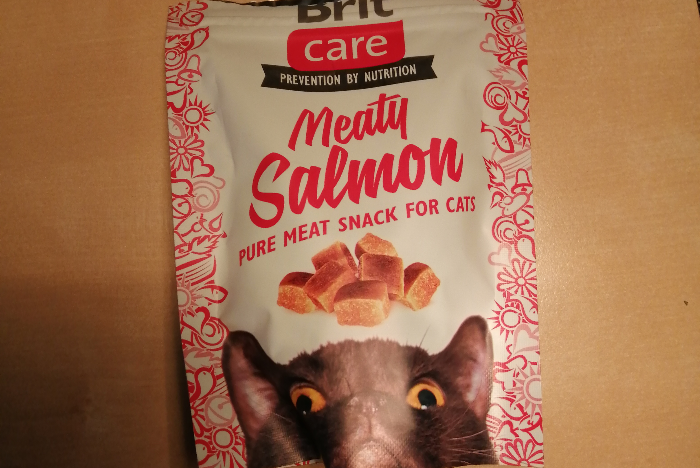 Brit
care
PREVENTION BY NUTRITION
Meaty
Salmon
PURE MEAT SNACK FOR CATS